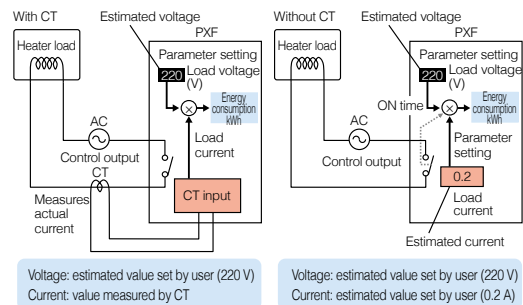 With CT
Estimated voltage
PXF
Heater load
Parameter setting
220
Load voltage
(V)
Energy
consumption
kWh
AC
Load
current
Control output
CT
Measures
actual
current
CT input
Voltage: estimated value set by user (220 V)
Current: value measured by CT
Without CT
Estimated voltage
PXF
Heater load
Parameter setting
220
Load voltage
(V)
ON time
Energy
consumption
kWh
AC
Parameter
setting
Control output
0.2
Load
current
Estimated current
Voltage: estimated value set by user (220 V)
Current: estimated value set by user (0.2 A)